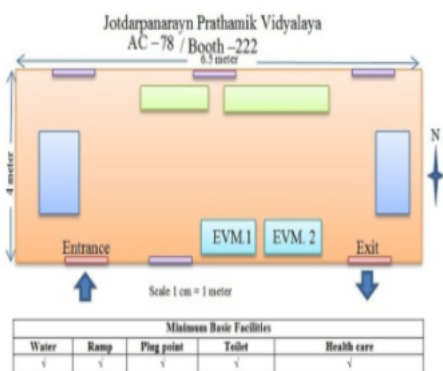 Jotdarpanarayn Prathamik Vidyalaya
AC –78 / Booth –222
6.5 meter
4 meter
N
EVM.1 EVM. 2
Entrance Exit
Scale 1 cm = 1 meter
Minimum Basic Facilities
Water Ramp Plug point Toilet Health care
√ √ √ √ √